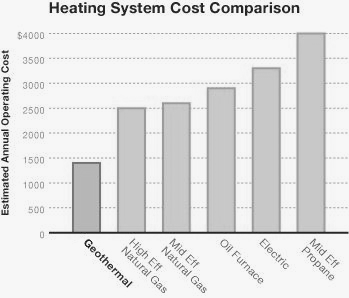 Heating System Cost Comparison
Estimated Annual Operating Cost
$4000
3500
3000
2500
2000
1500
1000
500
0
Geothermal
High Eff
Natural Gas
Mid Eff
Natural Gas
Oil Furnace
Electric
Mid Eff
Propane